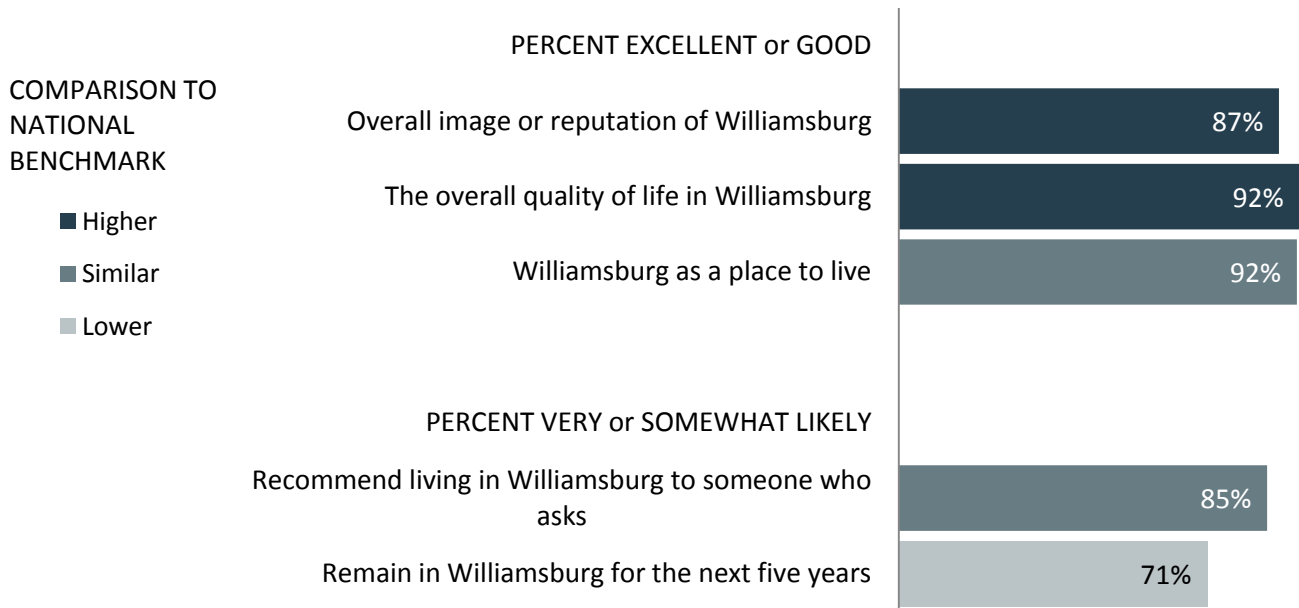 PERCENT EXCELLENT or GOOD
COMPARISON TO
NATIONAL
BENCHMARK
Higher
Similar
Lower
Overall image or reputation of Williamsburg
87%
The overall quality of life in Williamsburg
92%
Williamsburg as a place to live
92%
PERCENT VERY or SOMEWHAT LIKELY
Recommend living in Williamsburg to someone who
asks
85%
Remain in Williamsburg for the next five years
71%